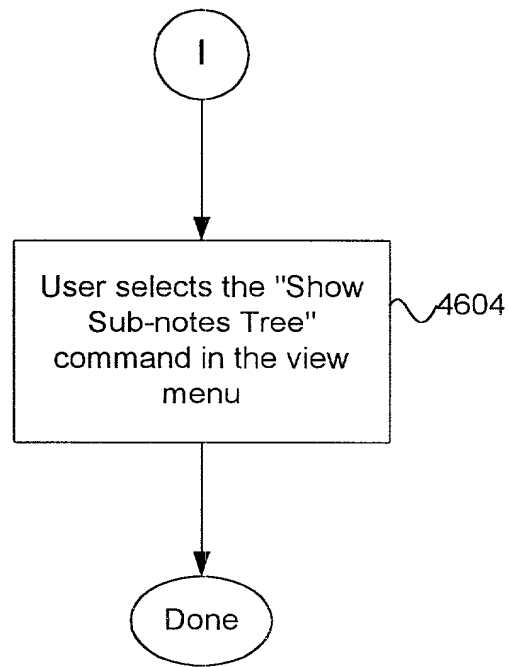 I
User selects the "Show
Sub-notes Tree"
command in the view
menu
4604
Done